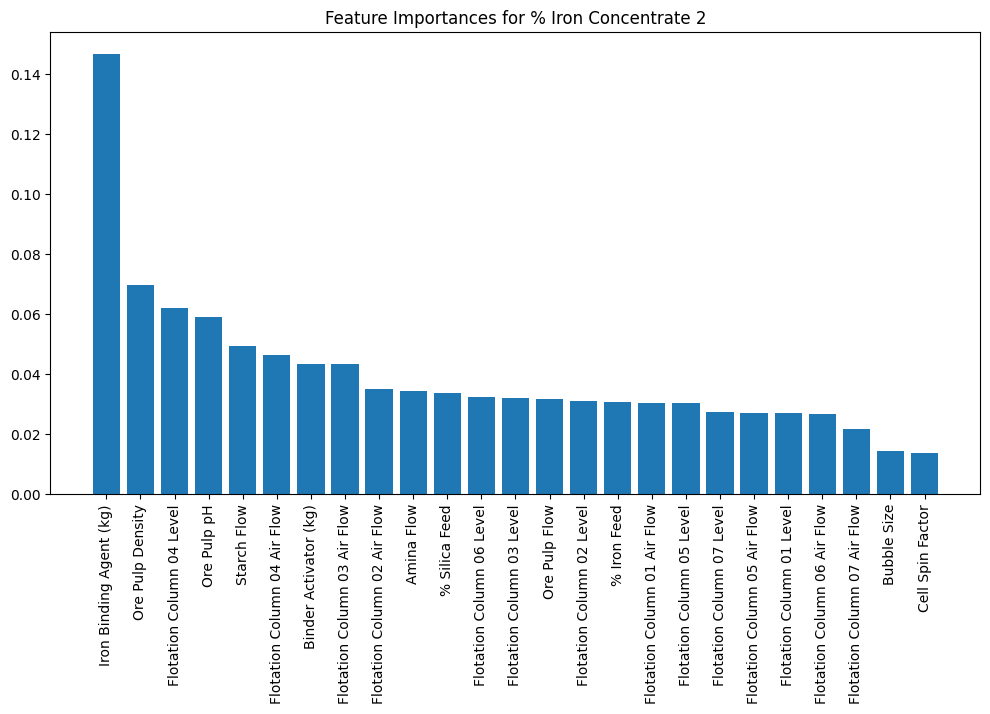 Feature Importances for % Iron Concentrate 2
0.14
0.12
0.10
0.08
0.06
0.04
0.02
0.00
Iron Binding Agent (kg)
Ore Pulp Density
Flotation Column 04 Level
Ore Pulp pH
Starch Flow
Flotation Column 04 Air Flow
Binder Activator (kg)
Flotation Column 03 Air Flow
Flotation Column 02 Air Flow
Amina Flow
% Silica Feed
Flotation Column 06 Level
Flotation Column 03 Level
Ore Pulp Flow
Flotation Column 02 Level
% Iron Feed
Flotation Column 01 Air Flow
Flotation Column 05 Level
Flotation Column 07 Level
Flotation Column 05 Air Flow
Flotation Column 01 Level
Flotation Column 06 Air Flow
Flotation Column 07 Air Flow
Bubble Size
Cell Spin Factor